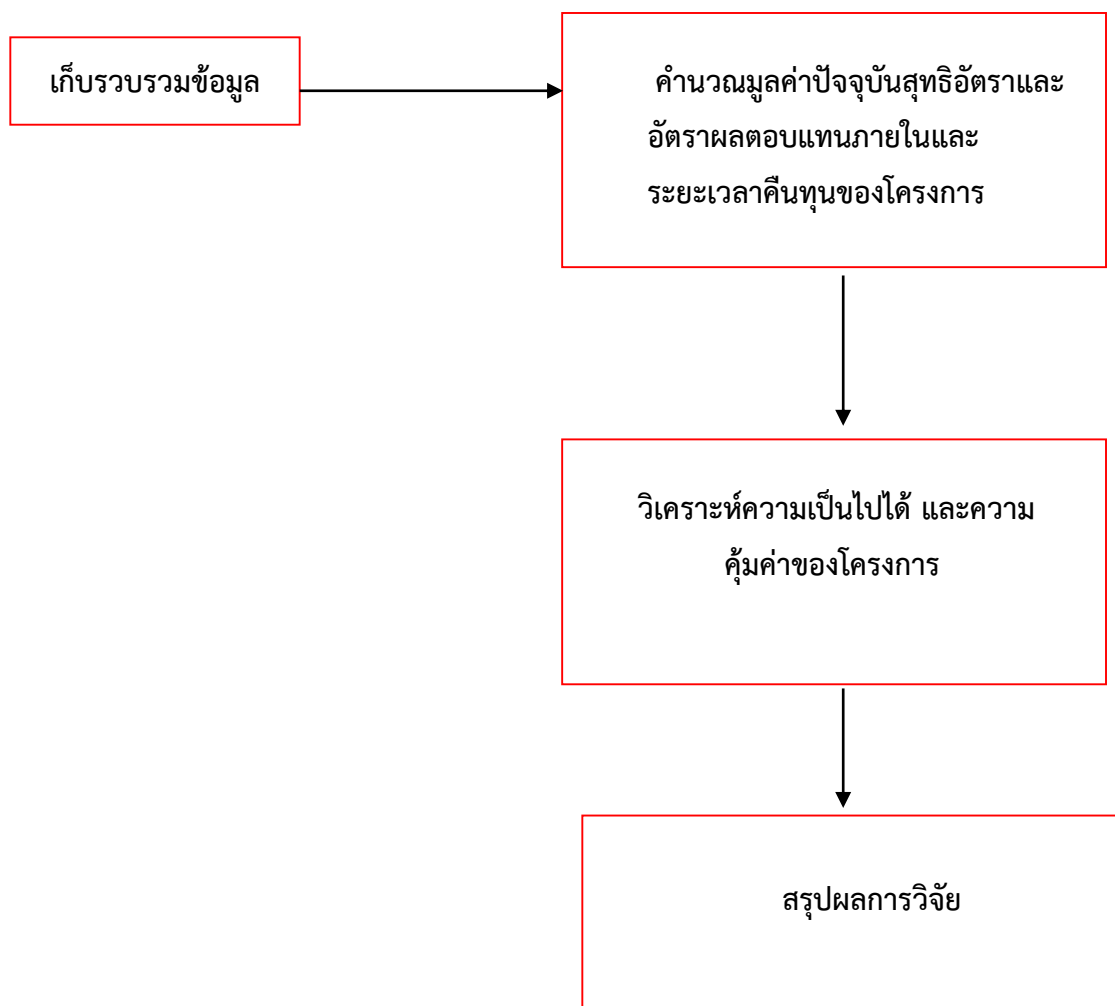 เก็บรวบรวมข้อมูล
คำนวณมูลค่าปัจจุบันสุทธิอัตราและ
อัตราผลตอบแทนภายในและ
ระยะเวลาคืนทุนของโครงการ
วิเคราะห์ความเป็นไปได้ และความ
คุ้มค่าของโครงการ
สรุปผลการวิจัย